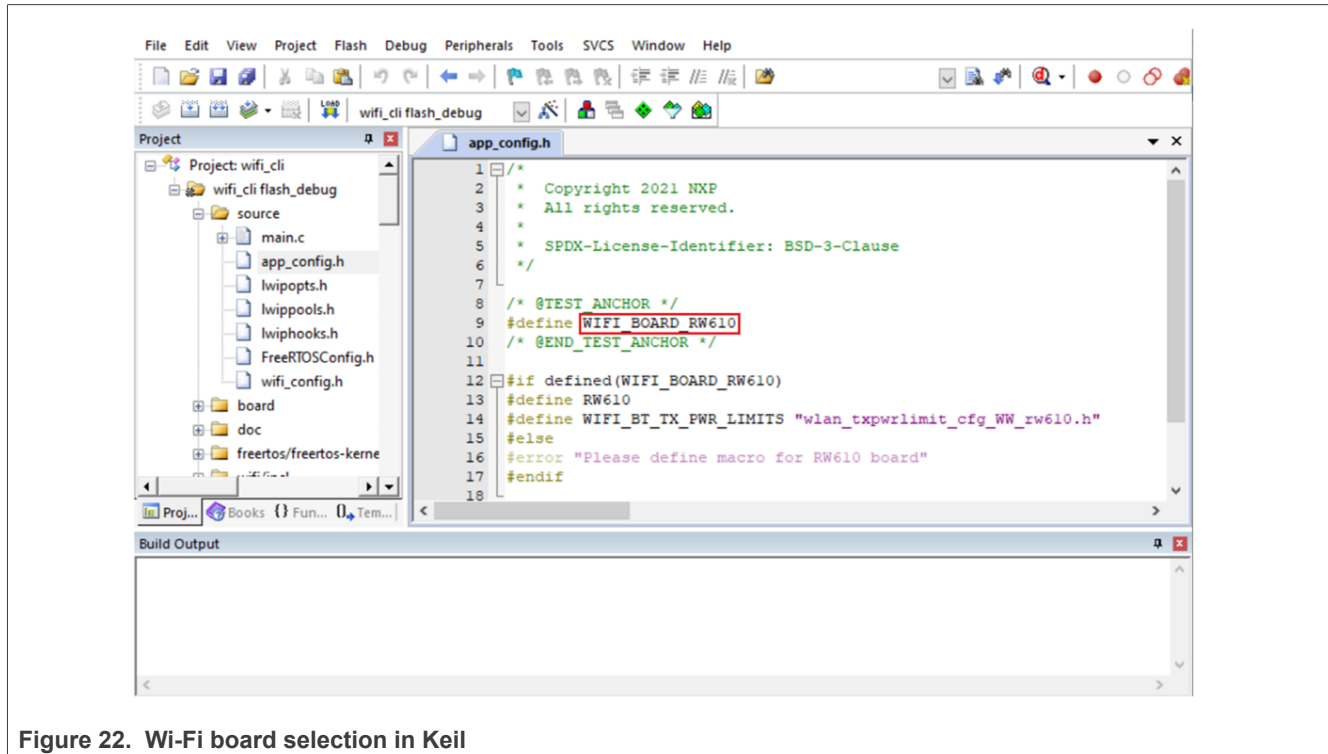 File Edit View Project Flash Debug Peripherals Tools SVCS Window Help
LOAD wifi_cli flash_debug
Project
app_config.h
Project: wifi_cli
wifi_cli flash_debug
source
main.c
app_config.h
lwipopts.h
lwippools.h
lwiphooks.h
FreeRTOSConfig.h
wifi_config.h
board
doc
freertos/freertos-kerne
Proj... Books {} Fun... Tem...
1 /*
2 * Copyright 2021 NXP
3 * All rights reserved.
4 *
5 * SPDX-License-Identifier: BSD-3-Clause
6 */
7
8 /* @TEST_ANCHOR */
9 #define WIFI_BOARD_RW610
10 /* @END_TEST_ANCHOR */
11
12 #if defined(WIFI_BOARD_RW610)
13 #define RW610
14 #define WIFI_BT_TX_PWR_LIMITS "wlan_txpwrlimit_cfg_WW_rw610.h"
15 #else
16 #error "Please define macro for RW610 board"
17 #endif
18
Build Output
Figure 22. Wi-Fi board selection in Keil